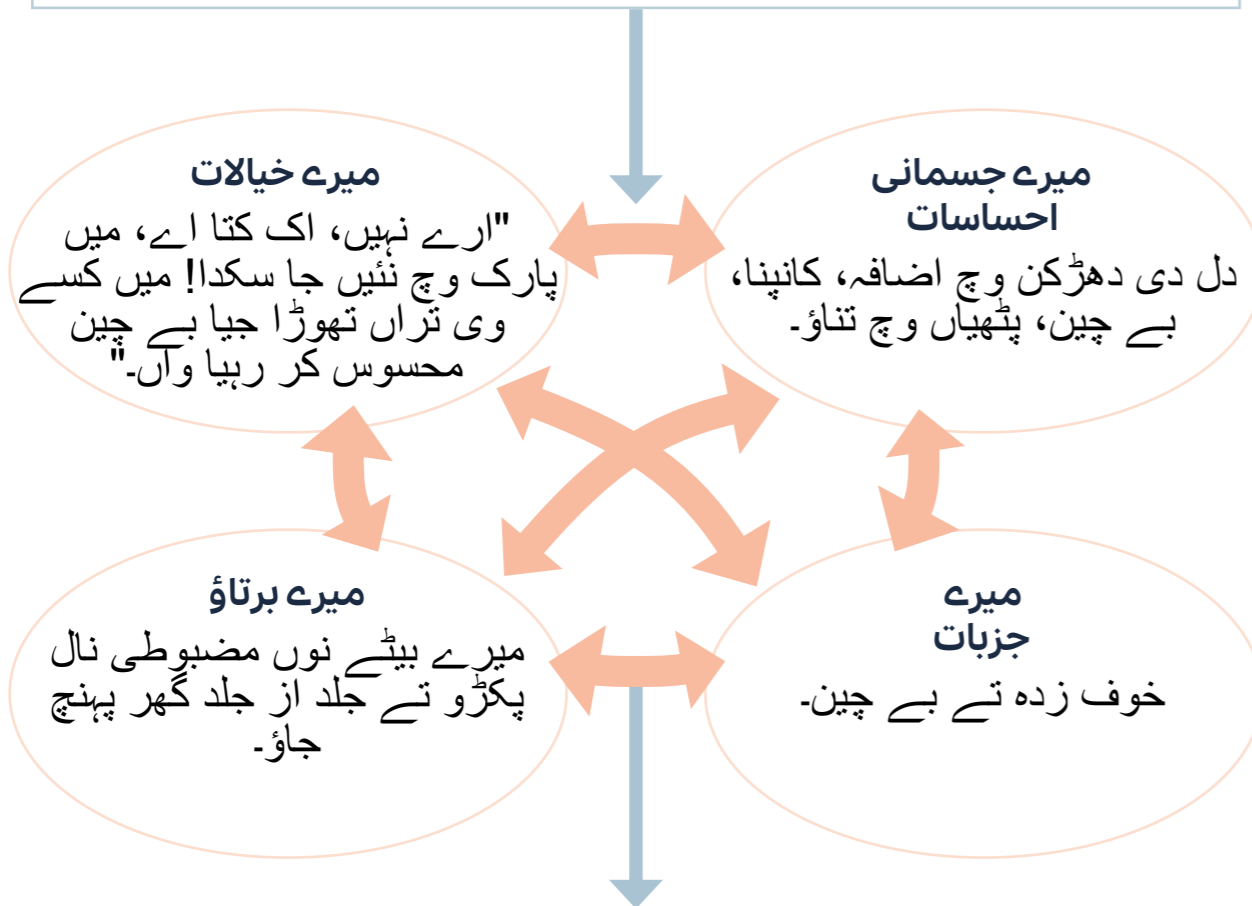 میرے جسمانی
احساسات
دل دی دھڑکن وچ اضافہ، کانپنا،
بے چین، پٹھیاں وچ تناؤ۔
میرے خیالات
"ارے نہیں، اک کتا اے، میں
پارک وچ نئیں جا سکدا! میں کسے
وی تراں تھوڑا جیا بے چین
محسوس کر رہیا واں۔"
میرے
جزبات
خوف زدہ تے بے چین۔
میرے برتاؤ
میرے بیٹے نوں مضبوطی نال
پکڑو تے جلد از جلد گھر پہنچ
جاؤ۔